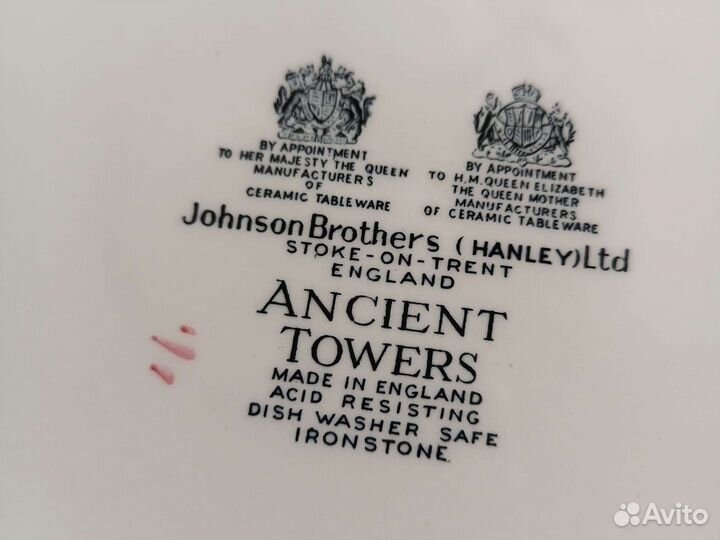 BY APPOINTMENT
TO HER MAJESTY THE QUEEN
MANUFACTURERS
OF
CERAMIC TABLEWARE
BY APPOINTMENT
TO H.M.QUEEN ELIZABETH
THE QUEEN MOTHER
MANUFACTURERS
OF CERAMIC TABLEWARE
Johnson Brothers (HANLEY) Ltd
STOKE-ON-TRENT
ENGLAND
ANCIENT
TOWERS
MADE IN ENGLAND
ACID RESISTING
DISH WASHER SAFE
IRONSTONE
Avito